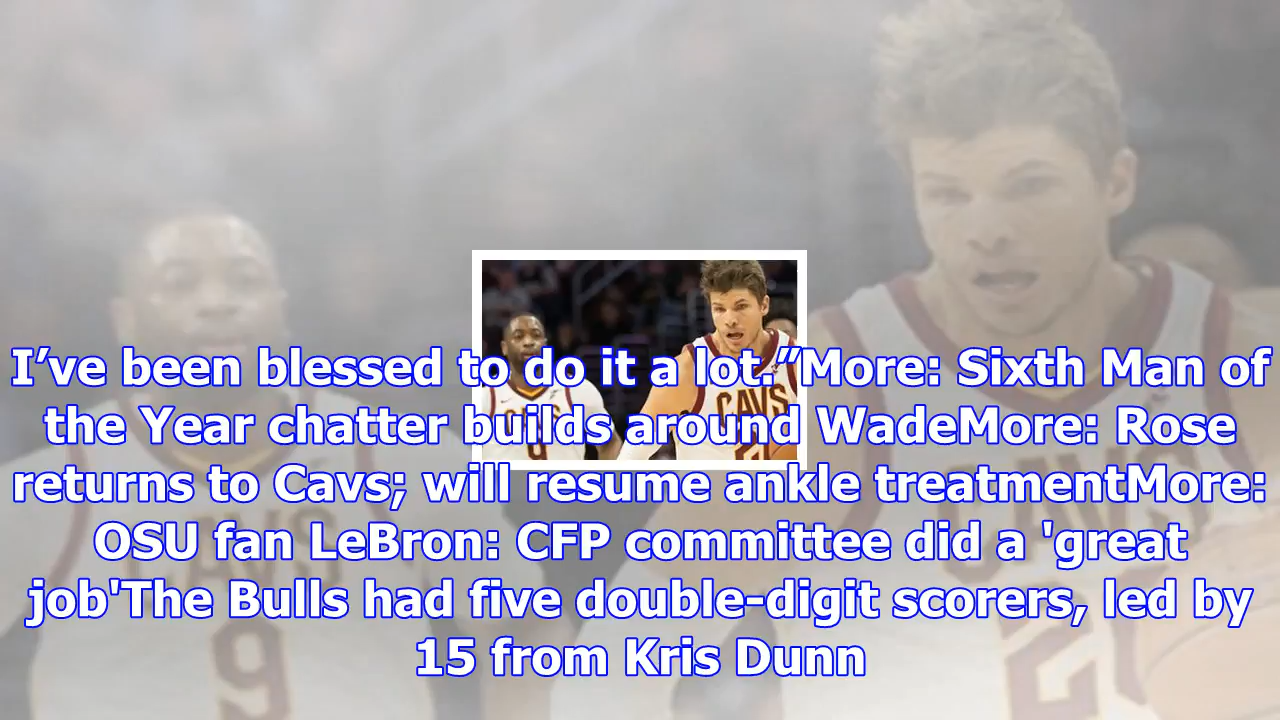 I’ve been blessed to do it a lot.”More: Sixth Man of
the Year chatter builds around WadeMore: Rose
returns to Cavs; will resume ankle treatmentMore:
OSU fan LeBron: CFP committee did a 'great
job'The Bulls had five double-digit scorers, led by
15 from Kris Dunn
CAVS
9